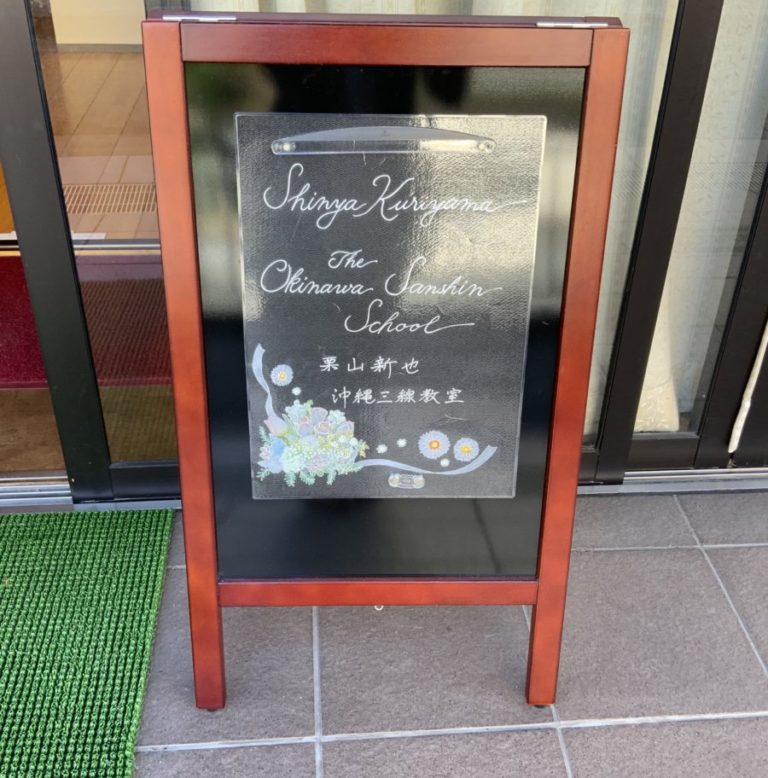 Shinya Kuriyama
The
Okinawa Sanshin
School
栗山新也
沖縄三線教室